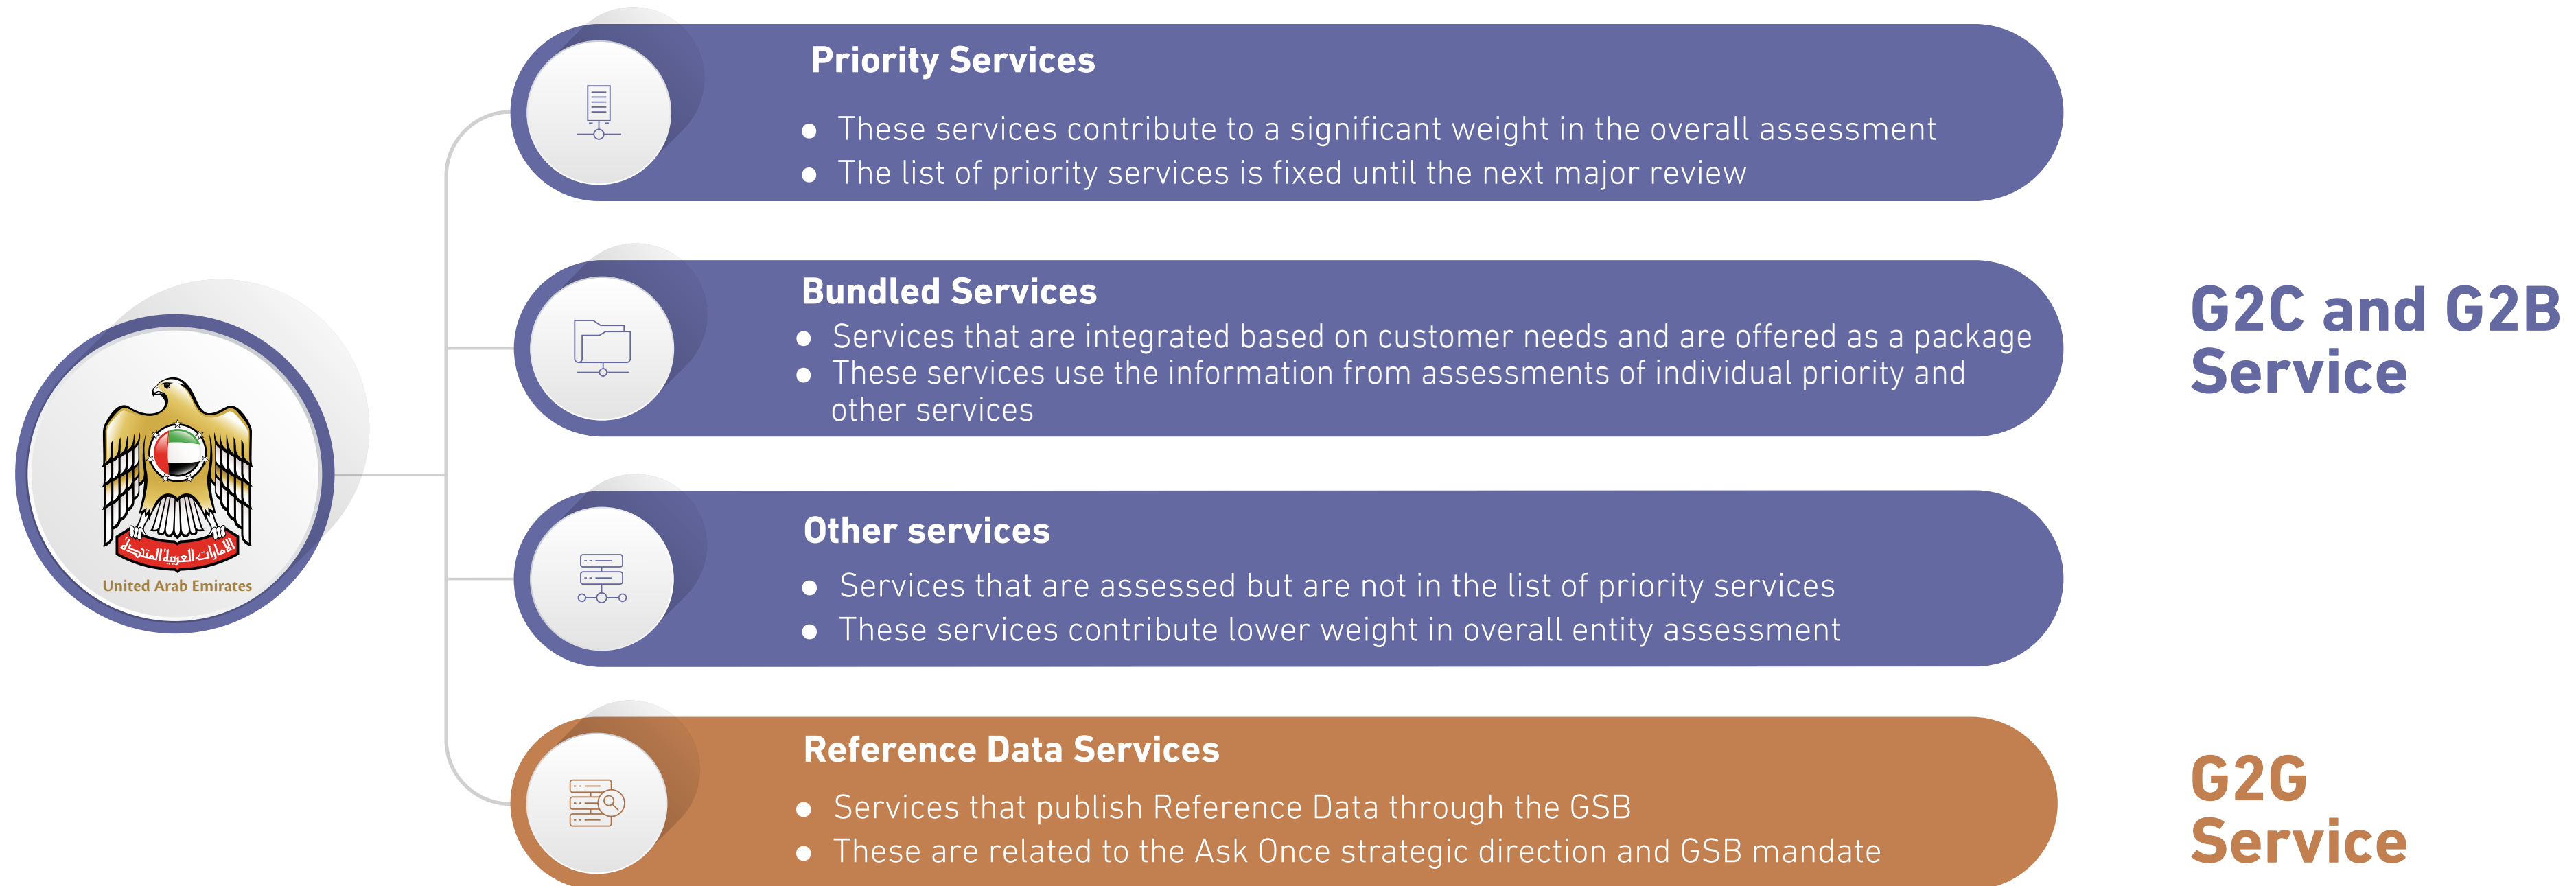 Priority Services
These services contribute to a significant weight in the overall assessment
The list of priority services is fixed until the next major review
Bundled Services
Services that are integrated based on customer needs and are offered as a package
These services use the information from assessments of individual priority and
other services
G2C and G2B
Service
الإمارات العربية المتحدة
United Arab Emirates
Other services
Services that are assessed but are not in the list of priority services
These services contribute lower weight in overall entity assessment
Reference Data Services
Services that publish Reference Data through the GSB
These are related to the Ask Once strategic direction and GSB mandate
G2G
Service